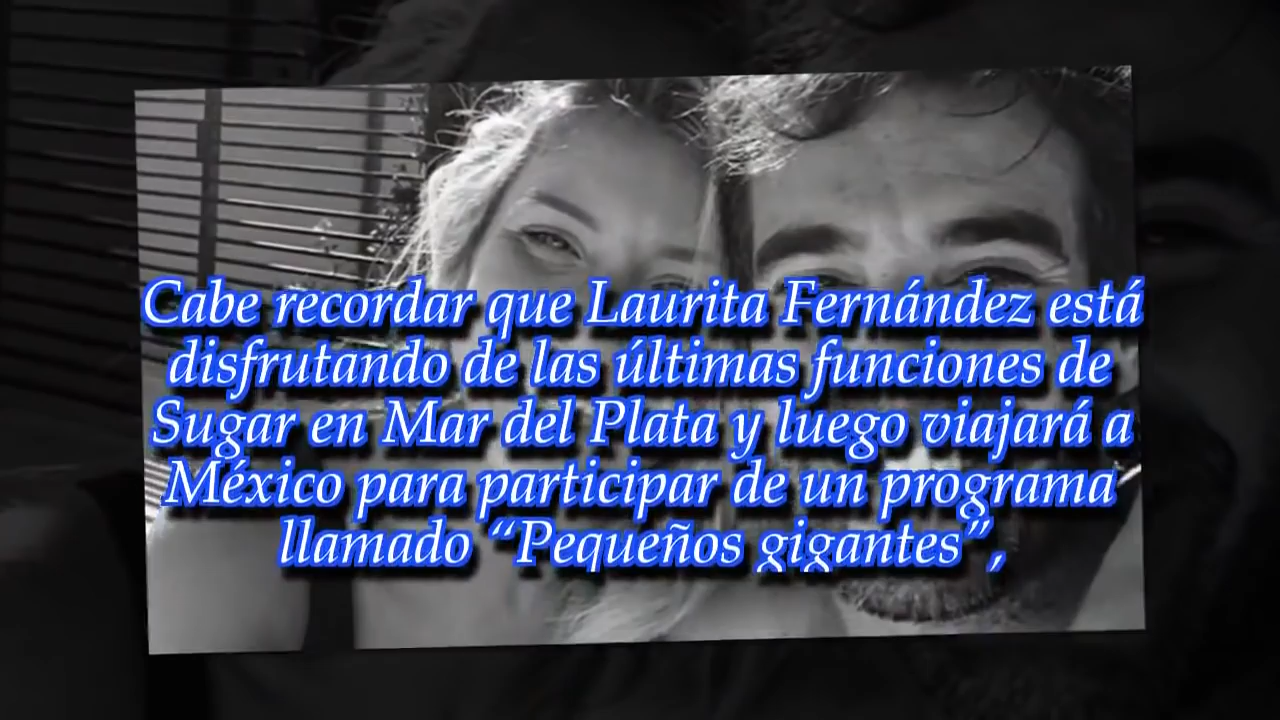 Cabe recordar que Laurita Fernández está
disfrutando de las últimas funciones de
Sugar en Mar del Plata y luego viajará a
México para participar de un programa
llamado “Pequeños gigantes”,